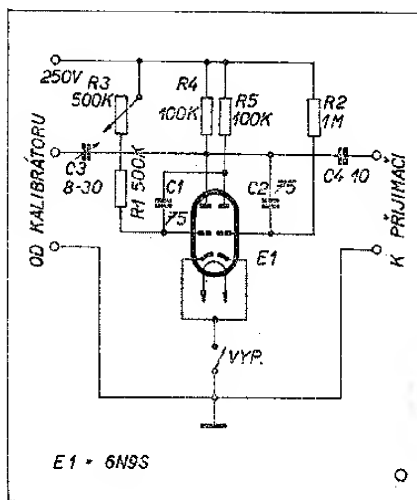 250V
R3
500K
R4
100K
R5
100K
R2
1M
OD KALIBRÁTORU
C3
8-30
R1 500K
C1
75
C2 75
C4 10
K PŘIJIMAČI
E1
VYP.
E1 = 6N9S